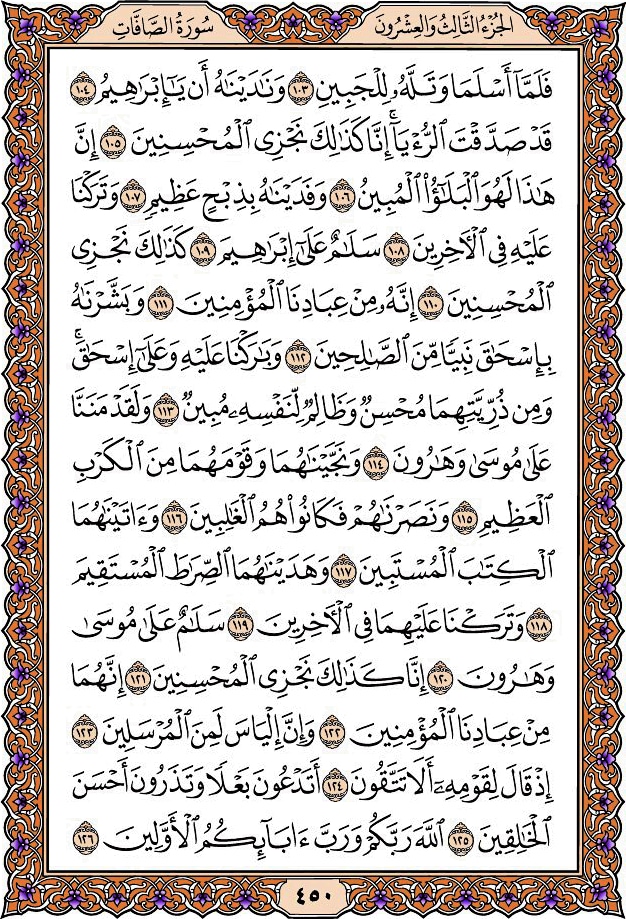 الجُزْءُ الثَّالِثُ وَالعِشْرُونَ
سُورَةُ الصَّافَّاتِ
فَلَمَّآ أَسْلَمَا وَتَلَّهُۥ لِلْجَبِينِ ١٠٣ وَنَٰدَيْنَٰهُ أَن يَٰٓإِبْرَٰهِيمُ ١٠٤
قَدْ صَدَّقْتَ ٱلرُّءْيَآۚ إِنَّا كَذَٰلِكَ نَجْزِى ٱلْمُحْسِنِينَ ١٠٥ إِنَّ
هَٰذَا لَهُوَ ٱلْبَلَٰٓؤُا۟ ٱلْمُبِينُ ١٠٦ وَفَدَيْنَٰهُ بِذِبْحٍ عَظِيمٍ ١٠٧ وَتَرَكْنَا
عَلَيْهِ فِى ٱلْءَاخِرِينَ ١٠٨ سَلَٰمٌ عَلَىٰٓ إِبْرَٰهِيمَ ١٠٩ كَذَٰلِكَ نَجْزِى
ٱلْمُحْسِنِينَ ١١٠ إِنَّهُۥ مِنْ عِبَادِنَا ٱلْمُؤْمِنِينَ ١١١ وَبَشَّرْنَٰهُ
بِإِسْحَٰقَ نَبِيًّا مِّنَ ٱلصَّٰلِحِينَ ١١٢ وَبَٰرَكْنَا عَلَيْهِ وَعَلَىٰٓ إِسْحَٰقَۚ
وَمِن ذُرِّيَّتِهِمَا مُحْسِنٌ وَظَالِمٌ لِّنَفْسِهِۦ مُبِينٌ ١١٣ وَلَقَدْ مَنَنَّا
عَلَىٰ مُوسَىٰ وَهَٰرُونَ ١١٤ وَنَجَّيْنَٰهُمَا وَقَوْمَهُمَا مِنَ ٱلْكَرْبِ
ٱلْعَظِيمِ ١١٥ وَنَصَرْنَٰهُمْ فَكَانُوا۟ هُمُ ٱلْغَٰلِبِينَ ١١٦ وَءَاتَيْنَٰهُمَا
ٱلْكِتَٰبَ ٱلْمُسْتَبِينَ ١١٧ وَهَدَيْنَٰهُمَا ٱلصِّرَٰطَ ٱلْمُسْتَقِيمَ
١١٨ وَتَرَكْنَا عَلَيْهِمَا فِى ٱلْءَاخِرِينَ ١١٩ سَلَٰمٌ عَلَىٰ مُوسَىٰ
وَهَٰرُونَ ١٢٠ إِنَّا كَذَٰلِكَ نَجْزِى ٱلْمُحْسِنِينَ ١٢١ إِنَّهُمَا
مِنْ عِبَادِنَا ٱلْمُؤْمِنِينَ ١٢٢ وَإِنَّ إِلْيَاسَ لَمِنَ ٱلْمُرْسَلِينَ ١٢٣
إِذْ قَالَ لِقَوْمِهِۦٓ أَلَا تَتَّقُونَ ١٢٤ أَتَدْعُونَ بَعْلًا وَتَذَرُونَ أَحْسَنَ
ٱلْخَٰلِقِينَ ١٢٥ ٱللَّهَ رَبَّكُمْ وَرَبَّ ءَابَآئِكُمُ ٱلْأَوَّلِينَ ١٢٦
٤٥٠